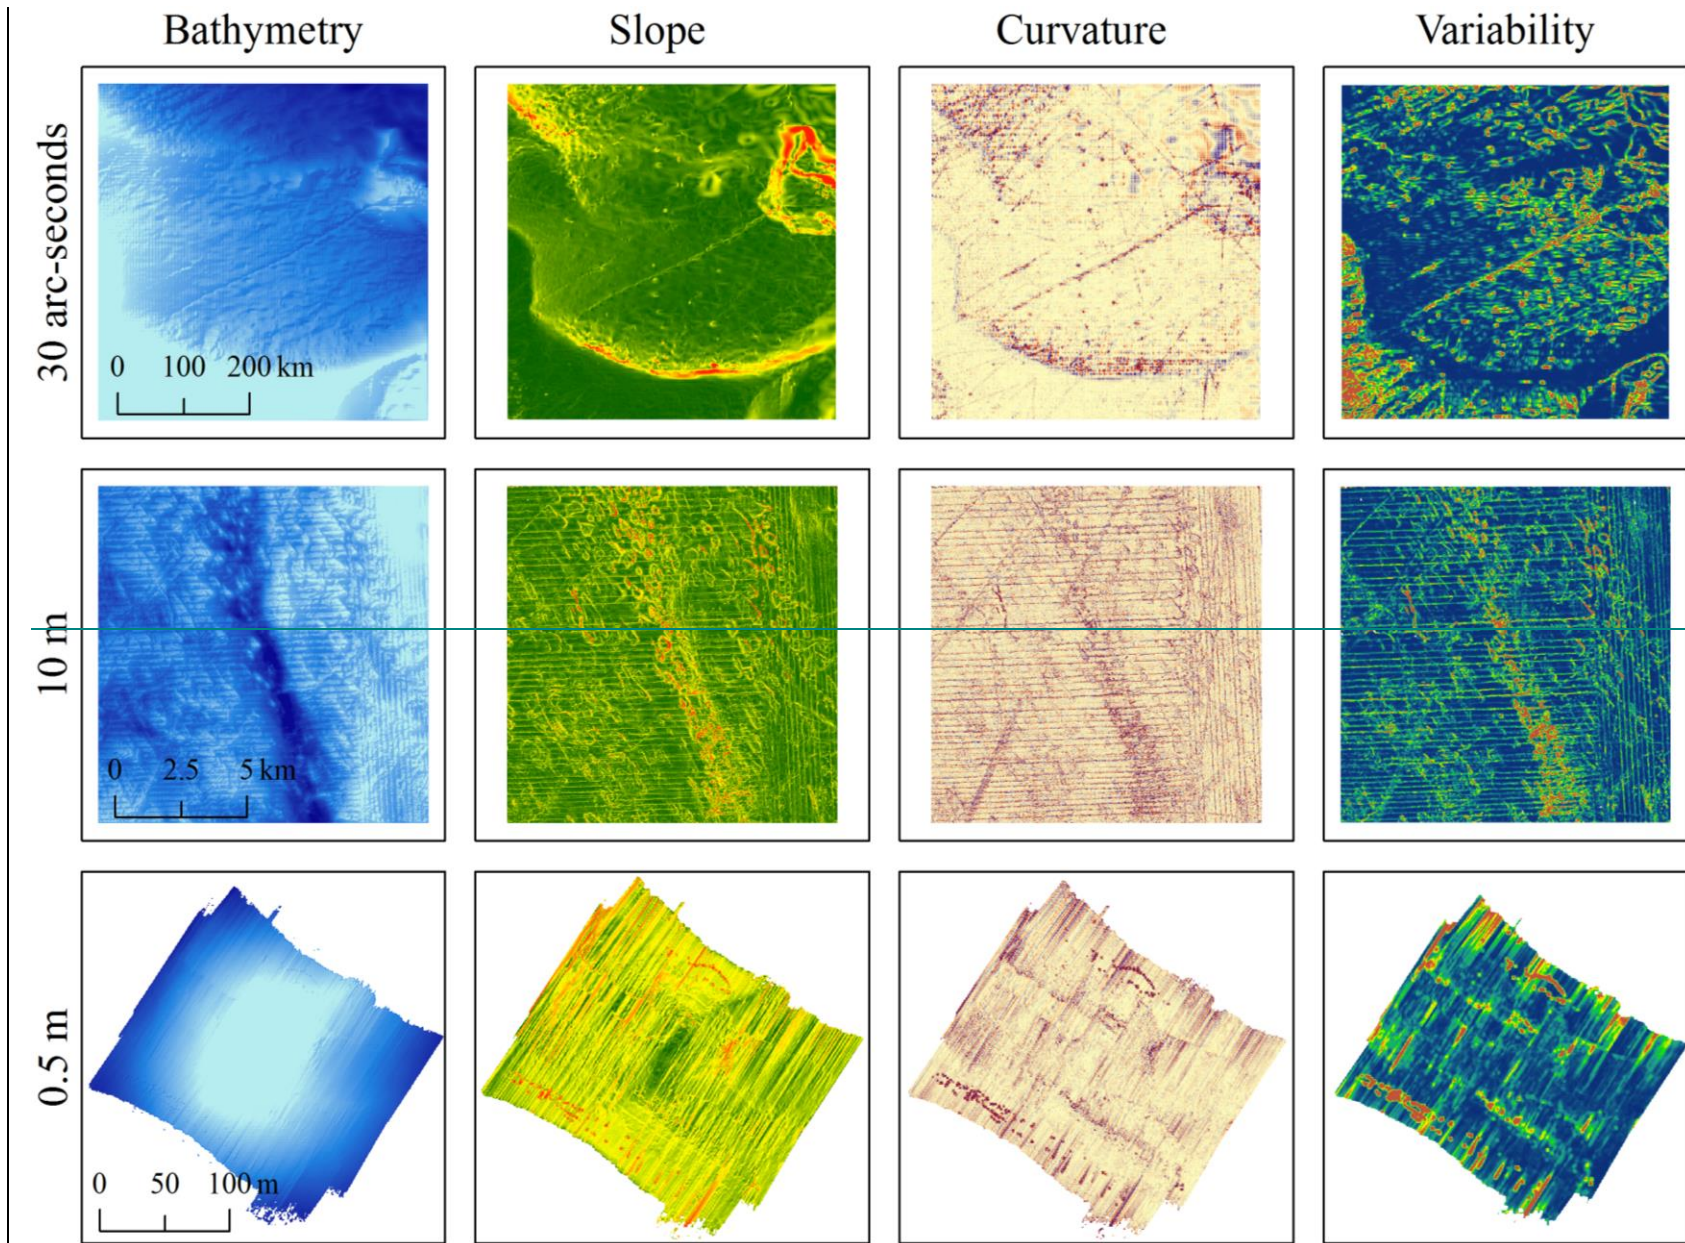 Bathymetry Slope Curvature Variability
30 arc-seconds
0 100 200 km
10 m
0 2.5 5 km
0.5 m
0 50 100 m